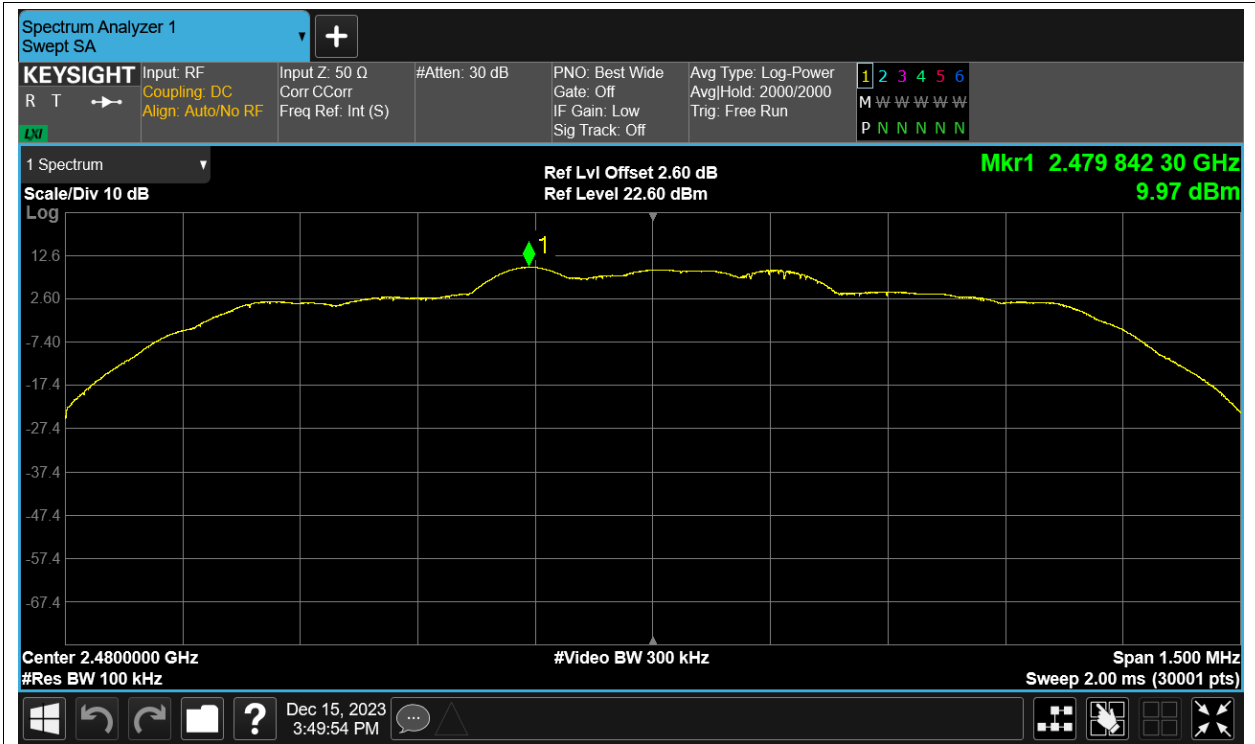 Spectrum Analyzer 1
Swept SA
KEYSIGHT
R T
LXI
Input: RF
Coupling: DC
Align: Auto/No RF
Input Z: 50 Ω
Corr CCorr
Freq Ref: Int (S)
#Atten: 30 dB
PNO: Best Wide
Gate: Off
IF Gain: Low
Sig Track: Off
Avg Type: Log-Power
Avg|Hold: 2000/2000
Trig: Free Run
1 2 3 4 5 6
M W W W W W
P N N N N N
1 Spectrum
Scale/Div 10 dB
Ref Lvl Offset 2.60 dB
Ref Level 22.60 dBm
Mkr1 2.479 842 30 GHz
9.97 dBm
Log
1
12.6
2.60
-7.40
-17.4
-27.4
-37.4
-47.4
-57.4
-67.4
Center 2.4800000 GHz
#Video BW 300 kHz
Span 1.500 MHz
#Res BW 100 kHz
Sweep 2.00 ms (30001 pts)
?
Dec 15, 2023
3:49:54 PM